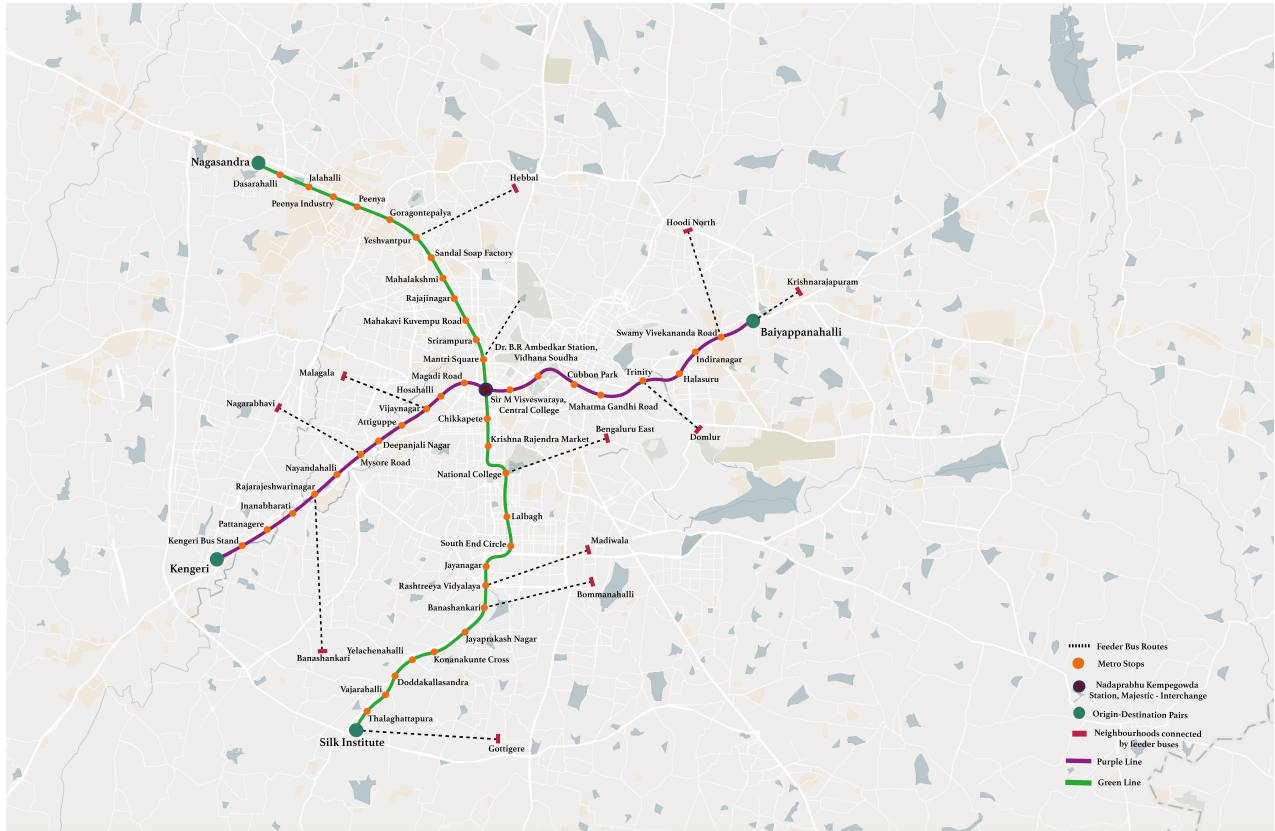 Nagasandra
Dasarahalli
Jalahalli
Peenya Industry
Peenya
Goragontepalya
Hebbal
Yeshvantpur
Sandal Soap Factory
Mahalakshmi
Rajajinagar
Mahakavi Kuvempu Road
Srirampura
Mantri Square
Hoodi North
Krishnarajapuram
Baiyappanahalli
Swamy Vivekananda Road
Indiranagar
Halasuru
Trinity
Dr. B.R Ambedkar Station,
Vidhana Soudha
Cubbon Park
Mahatma Gandhi Road
Sir M Visveswaraya,
Central College
Domlur
Magadi Road
Hosahalli
Malagala
Vijaynagar
Nagarabhavi
Attiguppe
Deepanjali Nagar
Mysore Road
Nayandahalli
Rajarajeshwarinagar
Jnanabharati
Pattanagere
Kengeri Bus Stand
Kengeri
Banashankari
Chikkapete
Krishna Rajendra Market
Bengaluru East
National College
Lalbagh
South End Circle
Madiwala
Jayanagar
Rashtreeya Vidyalaya
Bommanahalli
Banashankari
Jayaprakash Nagar
Yelachenahalli
Konanakunte Cross
Doddakallasandra
Vajarahalli
Thalaghattapura
Silk Institute
Gottigere
Feeder Bus Routes
Metro Stops
Nadaprabhu Kempegowda
Station, Majestic - Interchange
Origin-Destination Pairs
Neighbourhoods connected
by feeder buses
Purple Line
Green Line